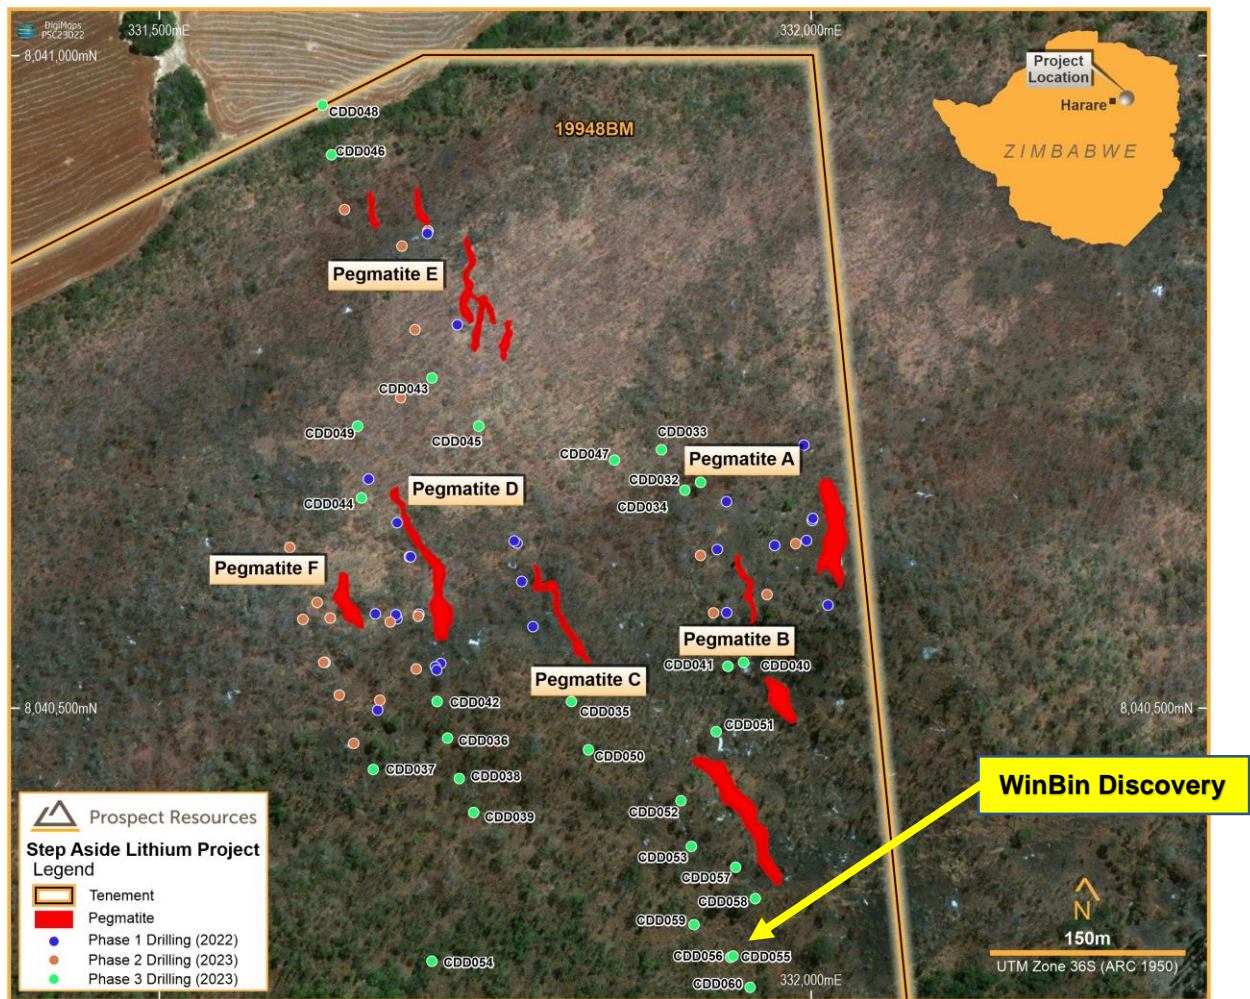 DigiMaps
PSC23D22
331,500mE
332,000mE
8,041,000mN
Project
Location
Harare
ZIMBABWE
19948BM
CDD048
CDD046
Pegmatite E
CDD043
CDD049
CDD045
CDD033
CDD047
Pegmatite A
CDD032
CDD034
Pegmatite D
CDD044
Pegmatite F
Pegmatite B
CDD041
CDD040
Pegmatite C
CDD042
CDD035
8,040,500mN
8,040,500mN
CDD051
CDD036
CDD050
CDD037
CDD038
WinBin Discovery
CDD052
CDD039
CDD053
CDD057
CDD058
CDD059
CDD056
CDD055
CDD054
CDD060
332,000mE
Prospect Resources
Step Aside Lithium Project
Legend
Tenement
Pegmatite
Phase 1 Drilling (2022)
Phase 2 Drilling (2023)
Phase 3 Drilling (2023)
N
150m
UTM Zone 36S (ARC 1950)